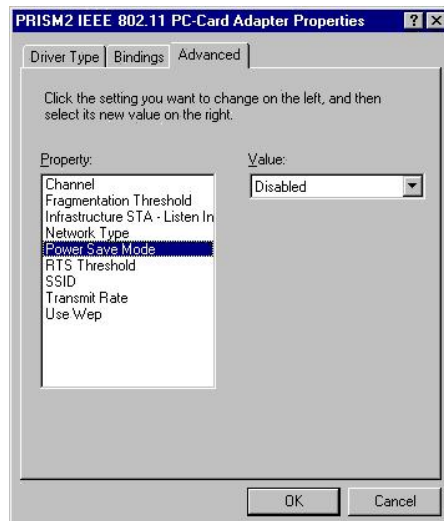 PRISM2 IEEE 802.11 PC-Card Adapter Properties
Driver Type Bindings Advanced
Click the setting you want to change on the left, and then
select its new value on the right.
Property:
Value:
Channel
Disabled
Fragmentation Threshold
Infrastructure STA - Listen In
Network Type
Power Save Mode
RTS Threshold
SSID
Transmit Rate
Use Wep
OK Cancel